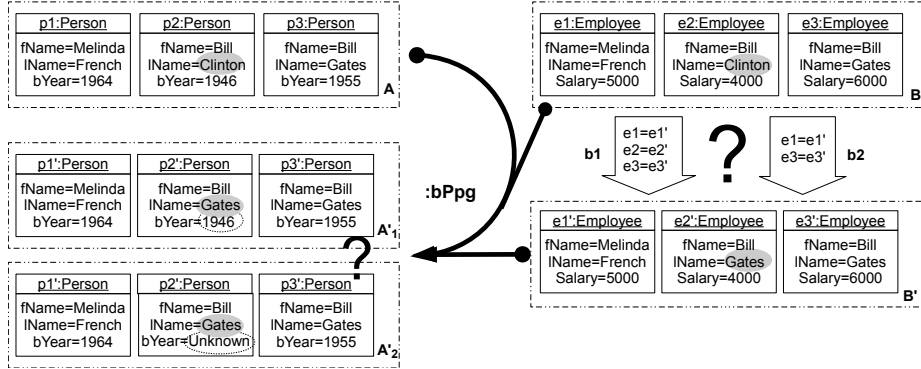 p1:Person p2:Person p3:Person
fName=Melinda fName=Bill fName=Bill
lName=French lName=Clinton lName=Gates
bYear=1964 bYear=1946 bYear=1955
A
e1:Employee e2:Employee e3:Employee
fName=Melinda fName=Bill fName=Bill
lName=French lName=Clinton lName=Gates
Salary=5000 Salary=4000 Salary=6000
B
:bPpg
b1
e1=e1'
e2=e2'
e3=e3'
?
e1=e1'
e3=e3'
b2
p1':Person p2':Person p3':Person
fName=Melinda fName=Bill fName=Bill
lName=French lName=Gates lName=Gates
bYear=1964 bYear=1946 bYear=1955
A'1
?
p1':Person p2':Person p3':Person
fName=Melinda fName=Bill fName=Bill
lName=French lName=Gates lName=Gates
bYear=1964 bYear=Unknown bYear=1955
A'2
e1':Employee e2':Employee e3':Employee
fName=Melinda fName=Bill fName=Bill
lName=French lName=Gates lName=Gates
Salary=5000 Salary=4000 Salary=6000
B'